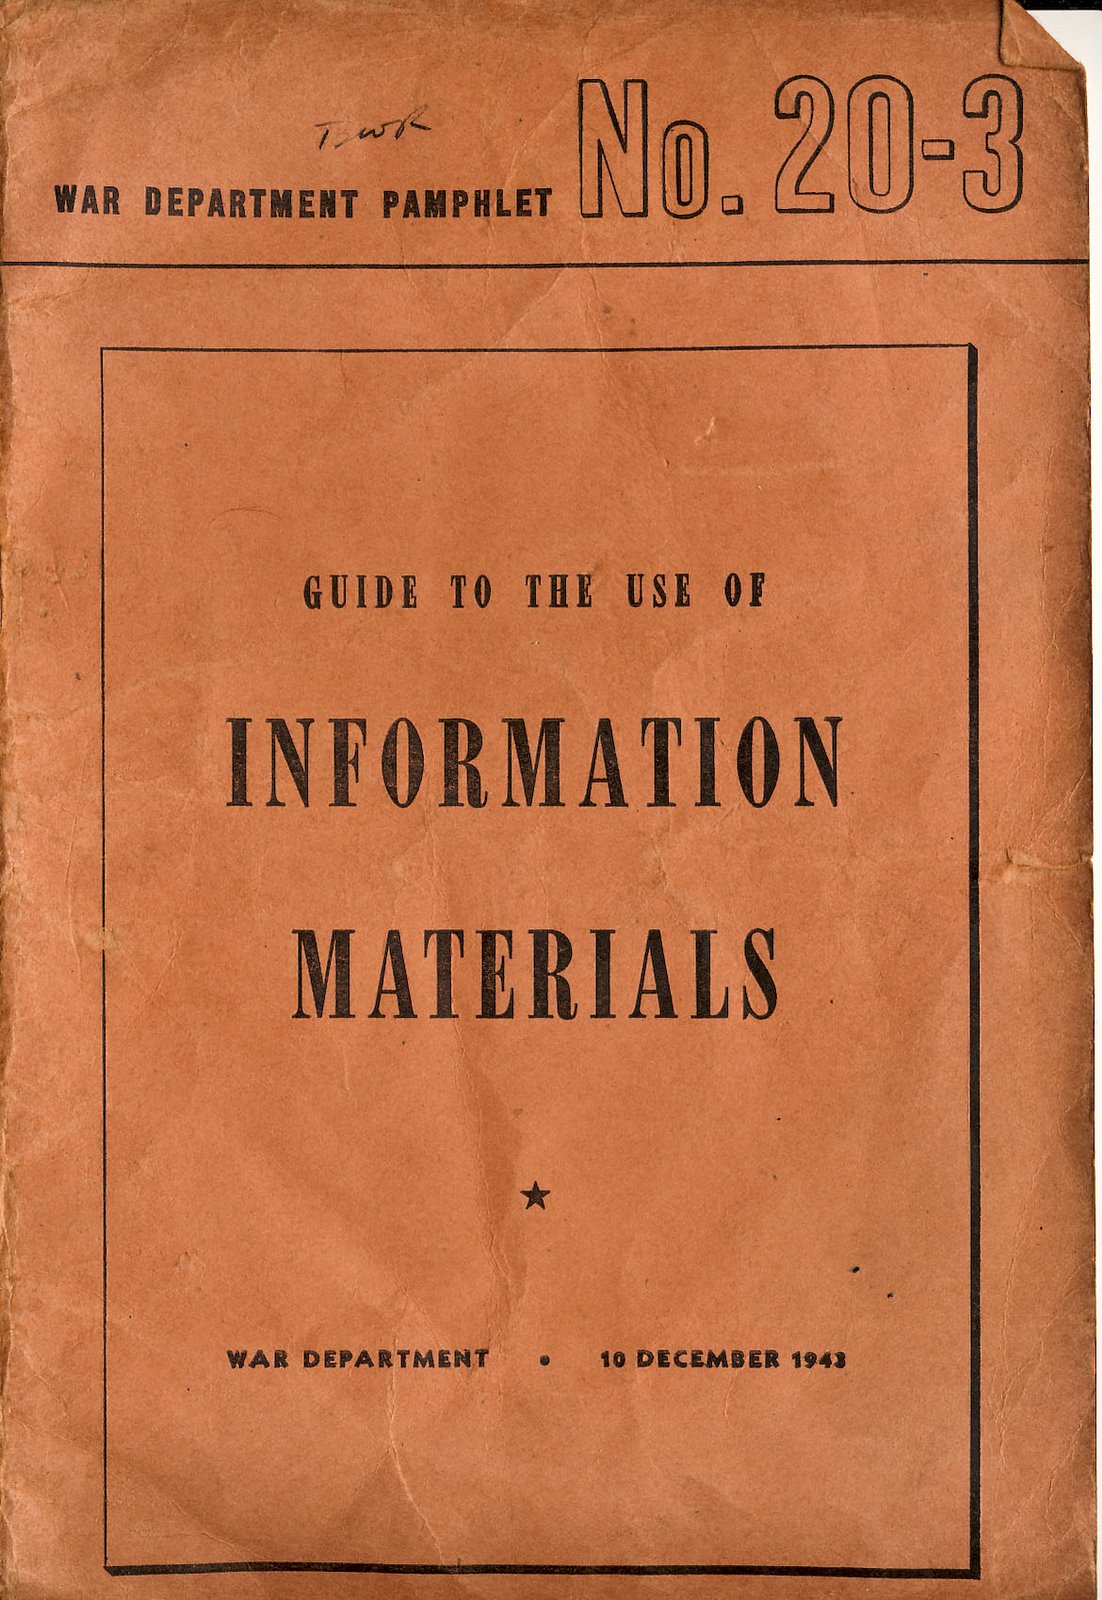 WAR DEPARTMENT PAMPHLET No. 20-3
GUIDE TO THE USE OF
INFORMATION
MATERIALS
WAR DEPARTMENT • 10 DECEMBER 1943